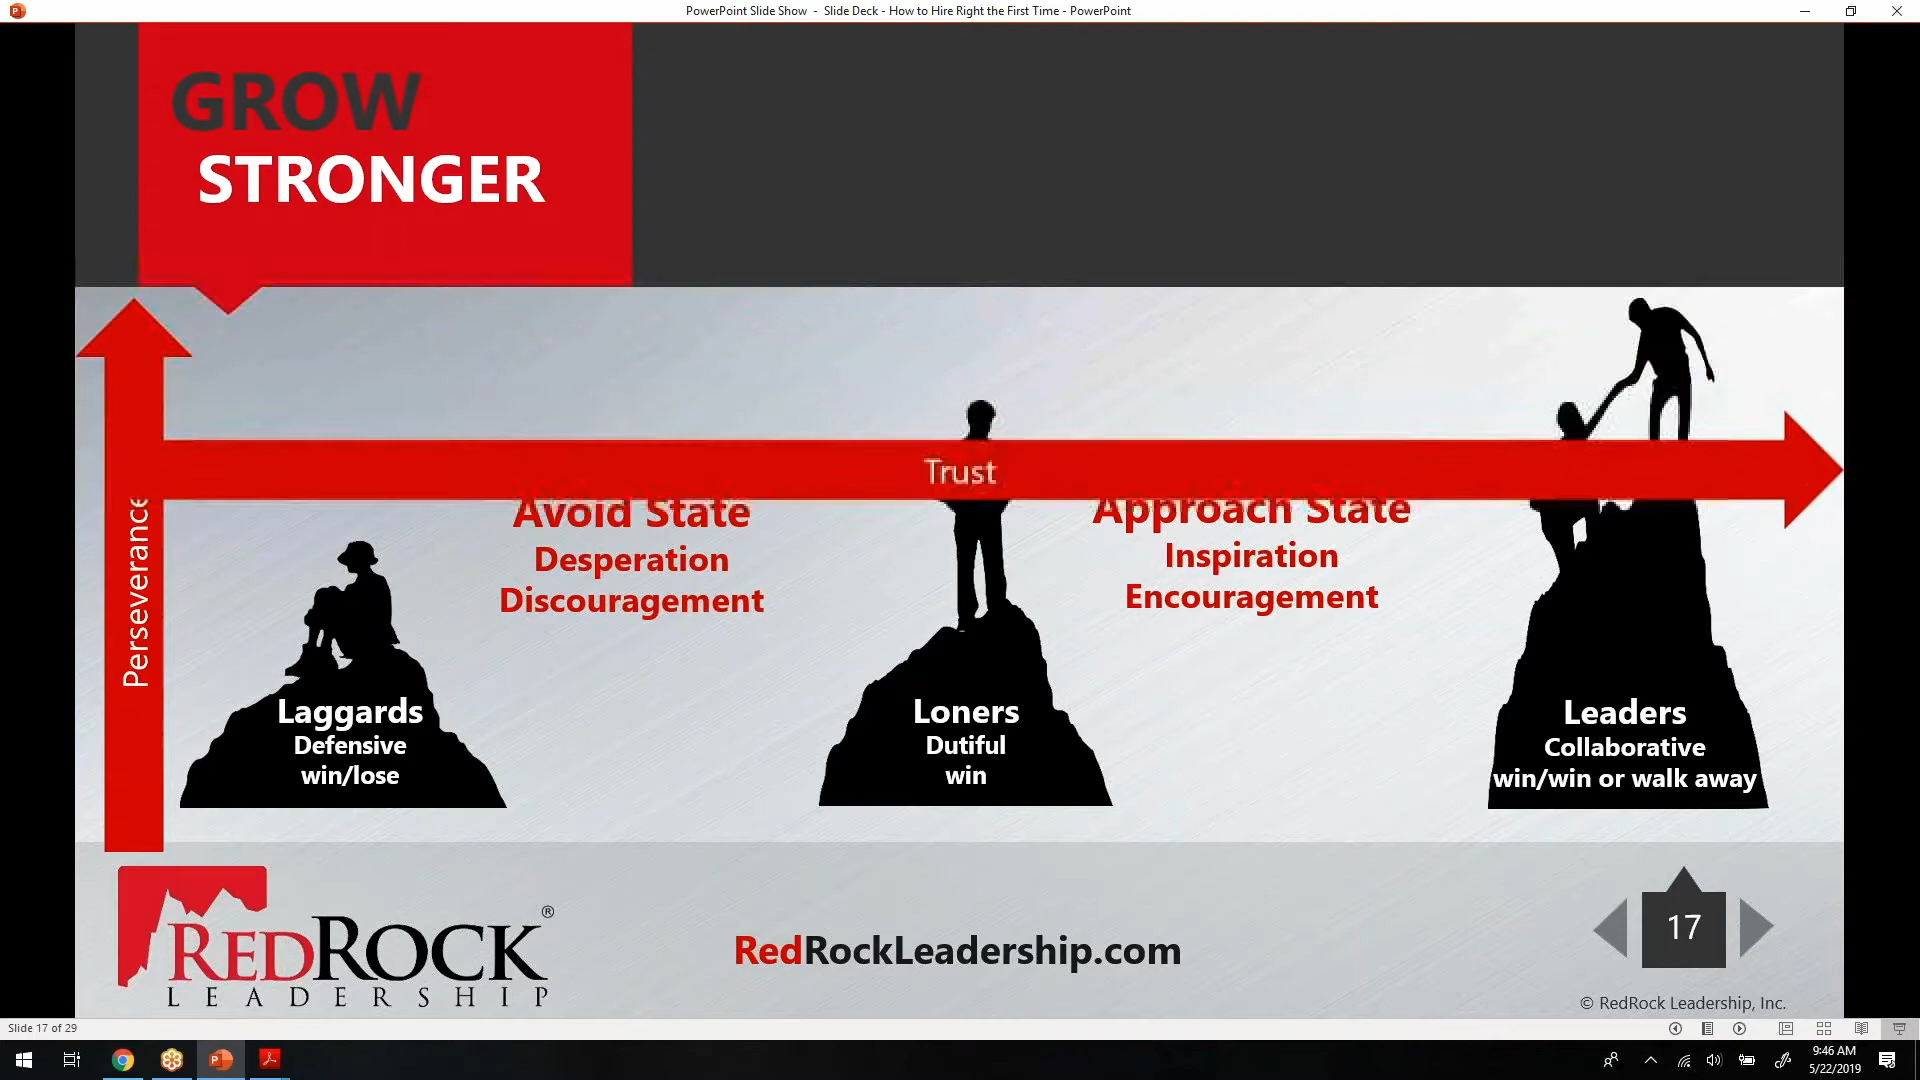 PowerPoint Slide Show - Slide Deck - How to Hire Right the First Time - PowerPoint
GROW
STRONGER
Trust
Perseverance
Avoid State
Desperation
Discouragement
Approach State
Inspiration
Encouragement
Laggards
Defensive
win/lose
Loners
Dutiful
win
Leaders
Collaborative
win/win or walk away
REDROCK®
LEADERSHIP
RedRockLeadership.com
17
© RedRock Leadership, Inc.
Slide 17 of 29
9:46 AM
5/22/2019